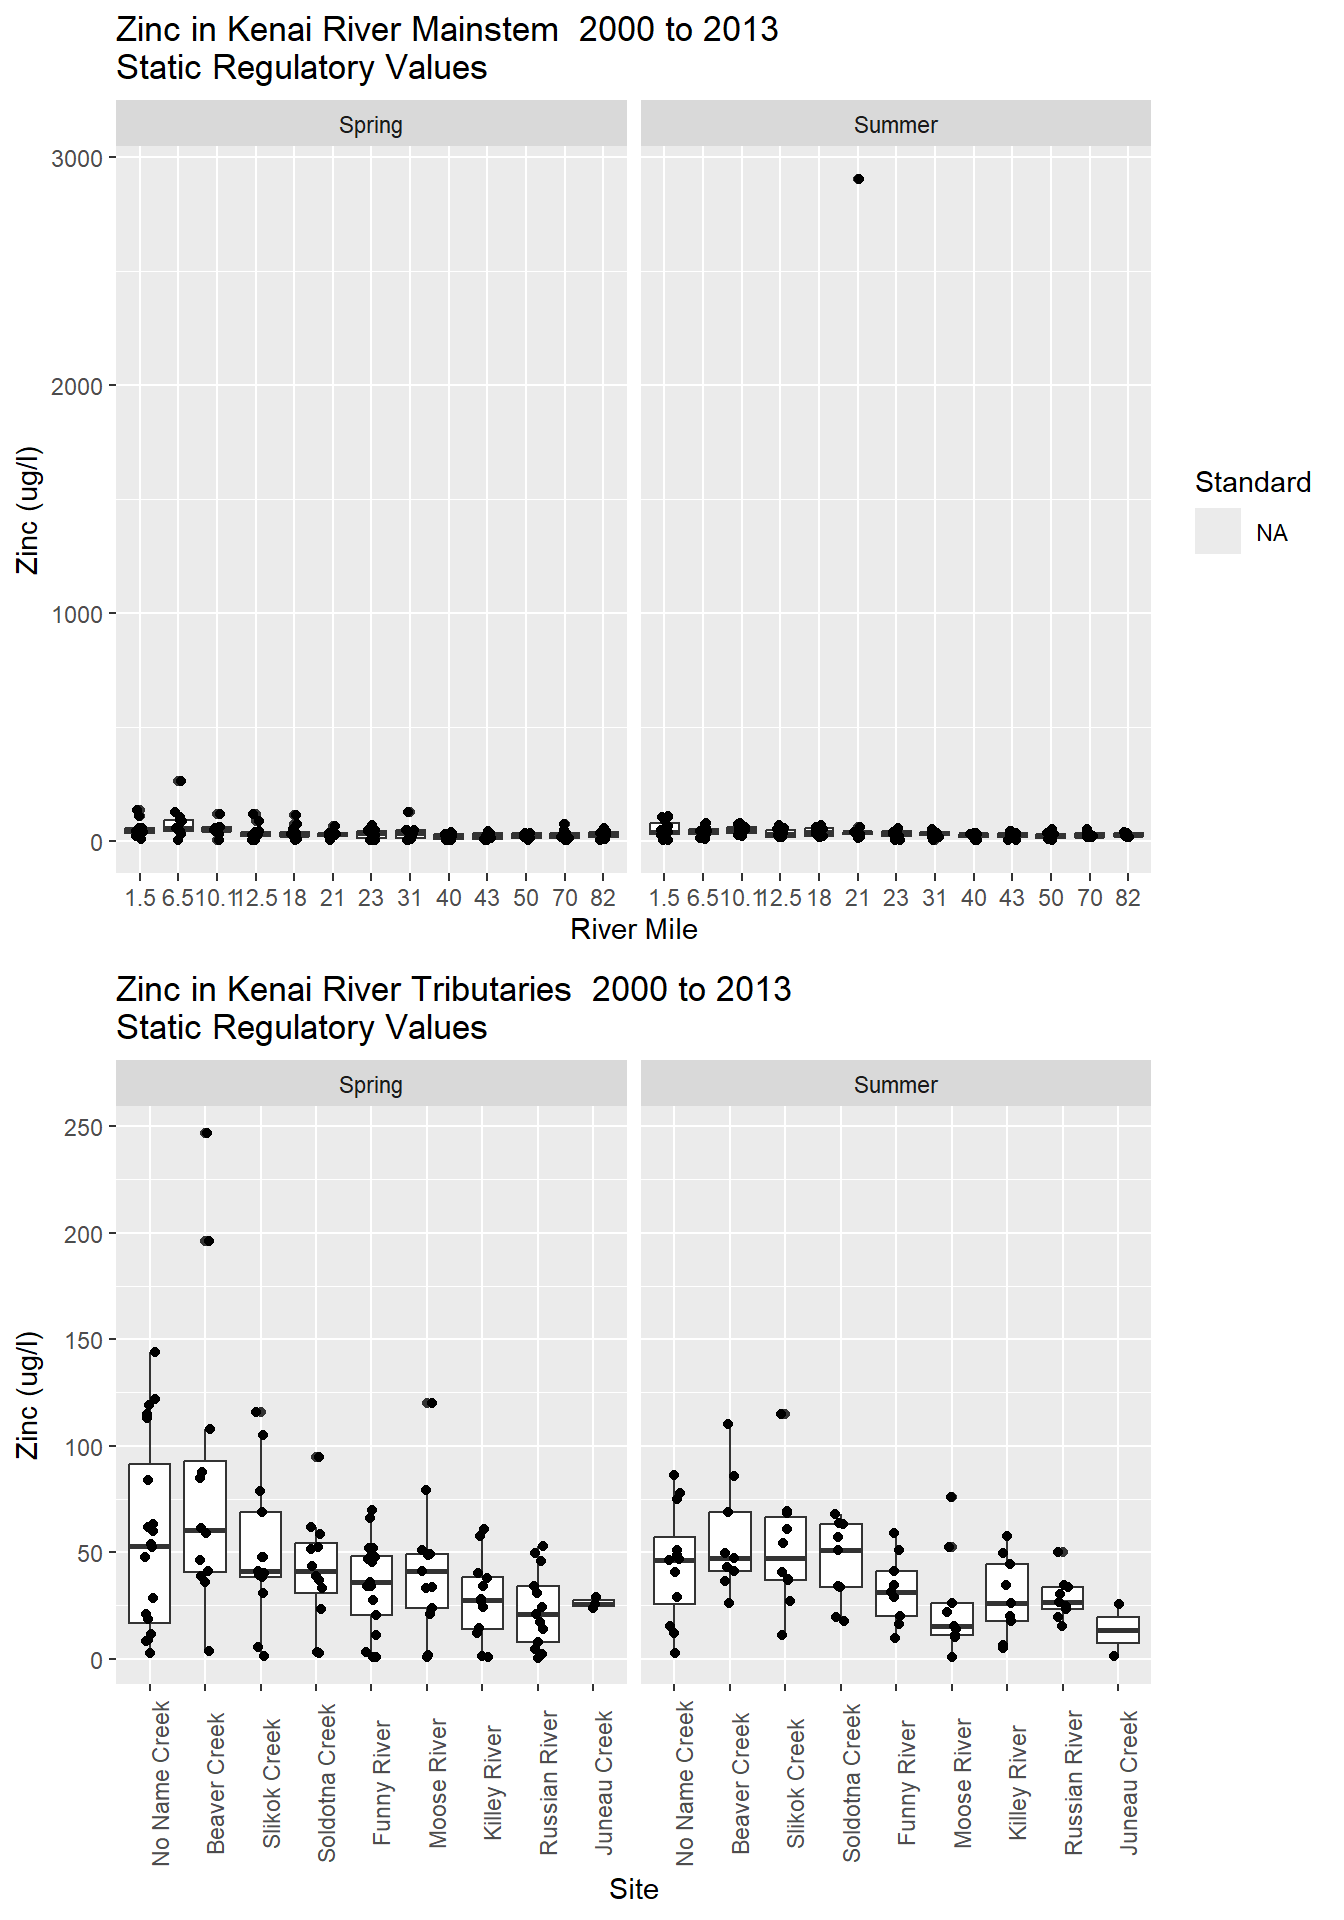 Zinc in Kenai River Mainstem  2000 to 2013
Static Regulatory Values
Spring
Summer
3000
2000
1000
0
Zinc (ug/l)
1.5 6.5 10.1 12.5 18 21 23 31 40 43 50 70 82
1.5 6.5 10.1 12.5 18 21 23 31 40 43 50 70 82
River Mile
Standard
NA
Zinc in Kenai River Tributaries  2000 to 2013
Static Regulatory Values
Spring
Summer
250
200
150
100
50
0
Zinc (ug/l)
No Name Creek
Beaver Creek
Slikok Creek
Soldotna Creek
Funny River
Moose River
Killey River
Russian River
Juneau Creek
No Name Creek
Beaver Creek
Slikok Creek
Soldotna Creek
Funny River
Moose River
Killey River
Russian River
Juneau Creek
Site